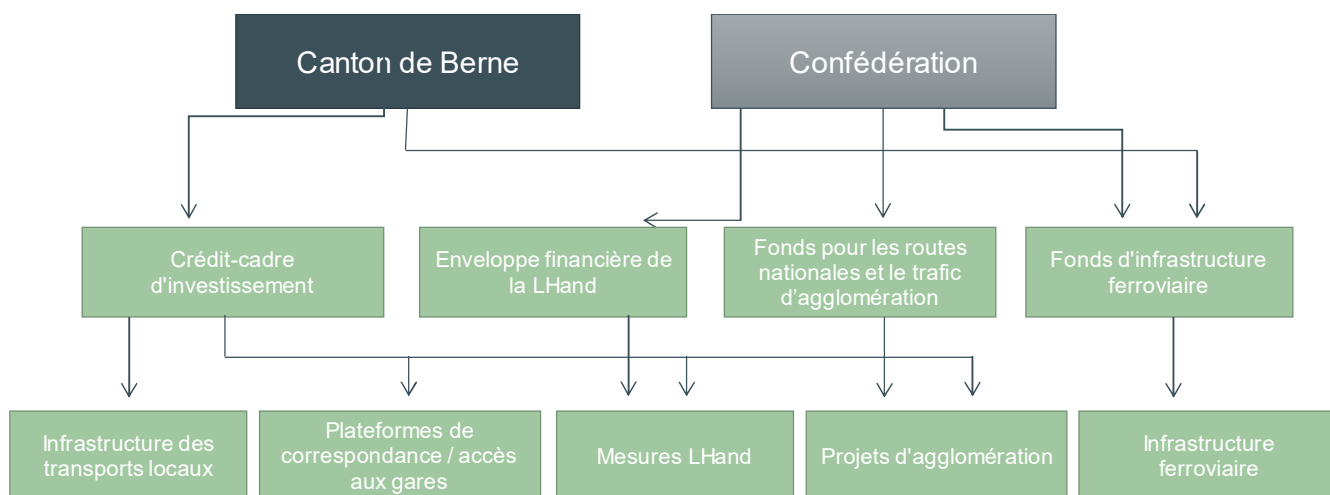 Canton de Berne
Confédération
Crédit-cadre
d'investissement
Enveloppe financière de
la LHand
Fonds pour les routes
nationales et le trafic
d’agglomération
Fonds d'infrastructure
ferroviaire
Infrastructure des
transports locaux
Plateformes de
correspondance / accès
aux gares
Mesures LHand
Projets d'agglomération
Infrastructure
ferroviaire